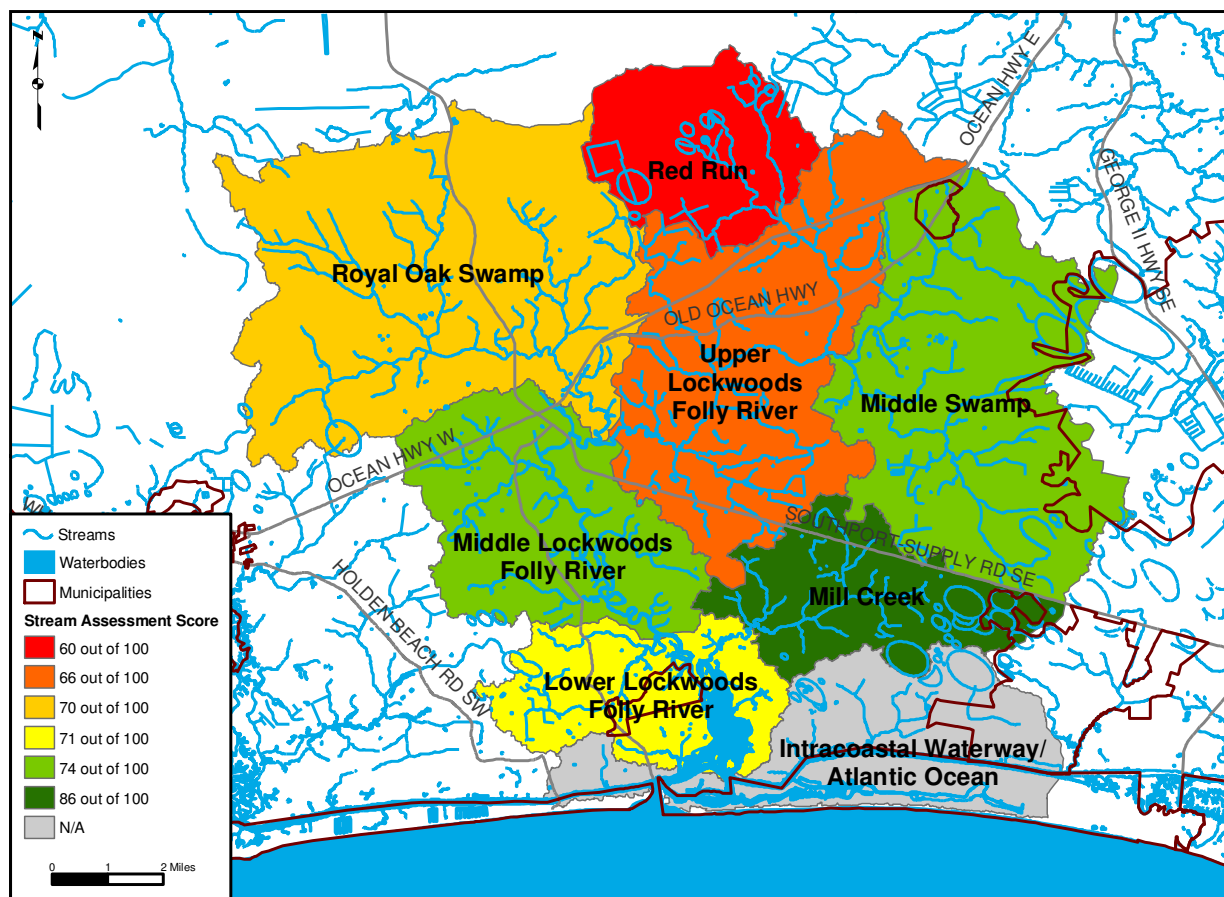 N
OCEAN HWY E
GEORGE II HWY SE
Red Run
Royal Oak Swamp
OLD OCEAN HWY
Upper
Lockwoods
Folly River
Middle Swamp
OCEAN HWY W
SOUTHPORT-SUPPLY RD SE
Middle Lockwoods
Folly River
Mill Creek
HOLDEN BEACH RD SW
Lower Lockwoods
Folly River
Intracoastal Waterway/
Atlantic Ocean
Streams
Waterbodies
Municipalities
Stream Assessment Score
60 out of 100
66 out of 100
70 out of 100
71 out of 100
74 out of 100
86 out of 100
N/A
0 1 2 Miles